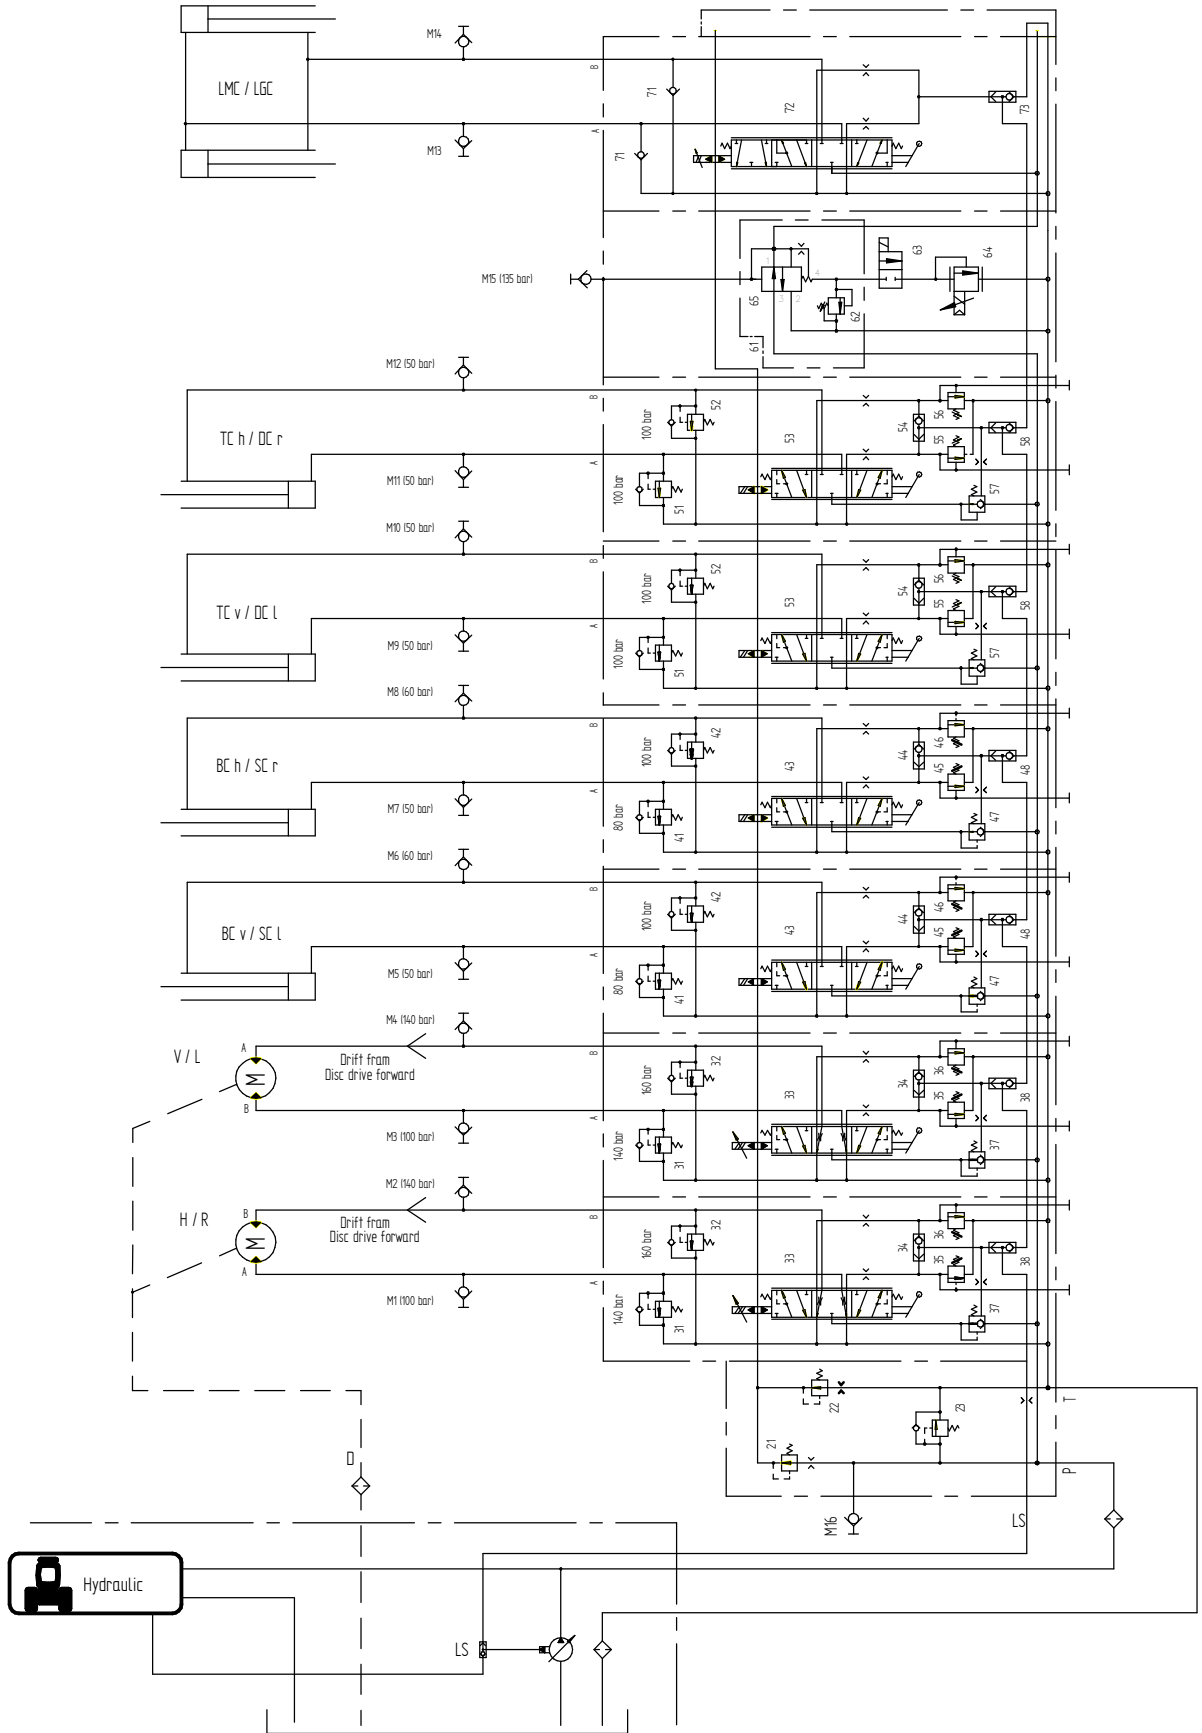 M14
B
LMC / LGC
71
72
73
A
M13
71
M15 (135 bar)
1
4
3
2
65
62
63
64
61
M12 (50 bar)
B
TC h / DC r
100 bar
52
53
54
56
55
58
A
M11 (50 bar)
100 bar
51
57
M10 (50 bar)
B
TC v / DC l
100 bar
52
53
54
56
55
58
A
M9 (50 bar)
100 bar
51
57
M8 (60 bar)
B
BC h / SC r
100 bar
42
43
44
46
45
48
A
M7 (50 bar)
80 bar
41
47
M6 (60 bar)
B
BC v / SC l
100 bar
42
43
44
46
45
48
A
M5 (50 bar)
80 bar
41
47
M4 (140 bar)
V / L
A
B
Drift fram
Disc drive forward
B
160 bar
32
33
34
36
35
38
A
M3 (100 bar)
140 bar
31
37
M2 (140 bar)
H / R
B
A
Drift fram
Disc drive forward
B
160 bar
32
33
34
36
35
38
A
M1 (100 bar)
140 bar
31
37
22
23
T
21
P
D
M16
LS
Hydraulic
LS